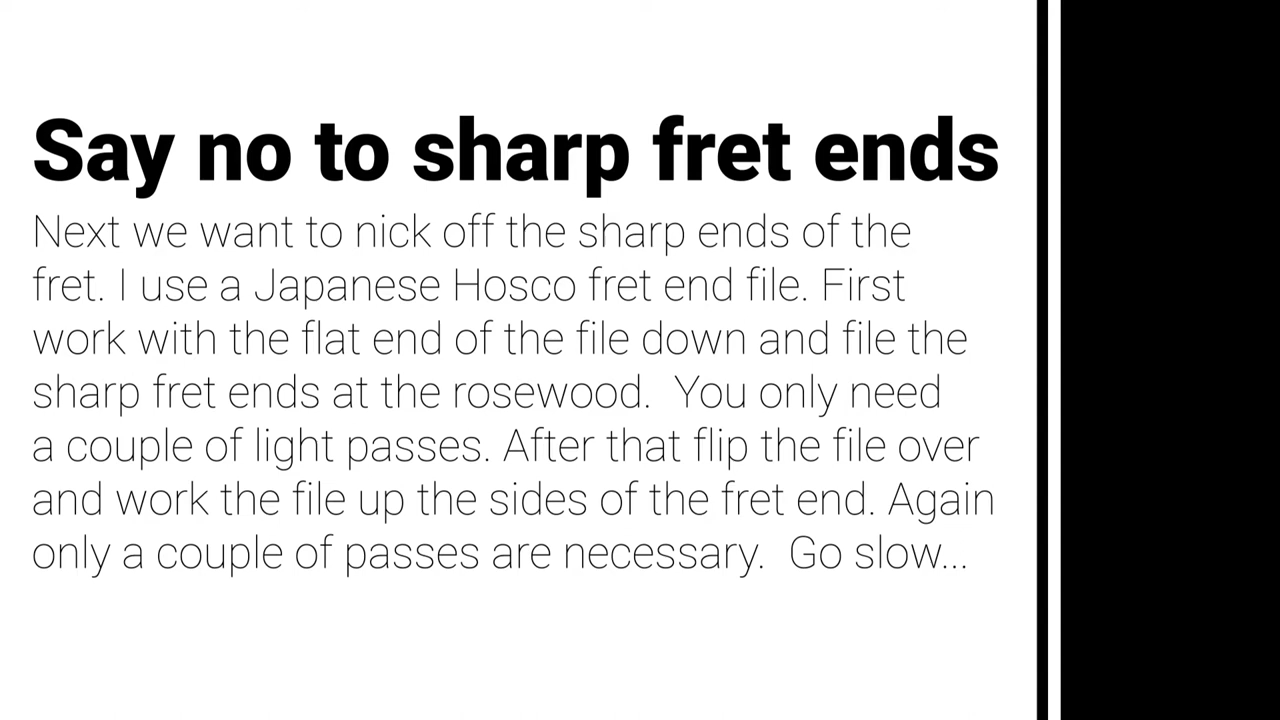 Say no to sharp fret ends
Next we want to nick off the sharp ends of the
fret. I use a Japanese Hosco fret end file. First
work with the flat end of the file down and file the
sharp fret ends at the rosewood.  You only need
a couple of light passes. After that flip the file over
and work the file up the sides of the fret end. Again
only a couple of passes are necessary.  Go slow...